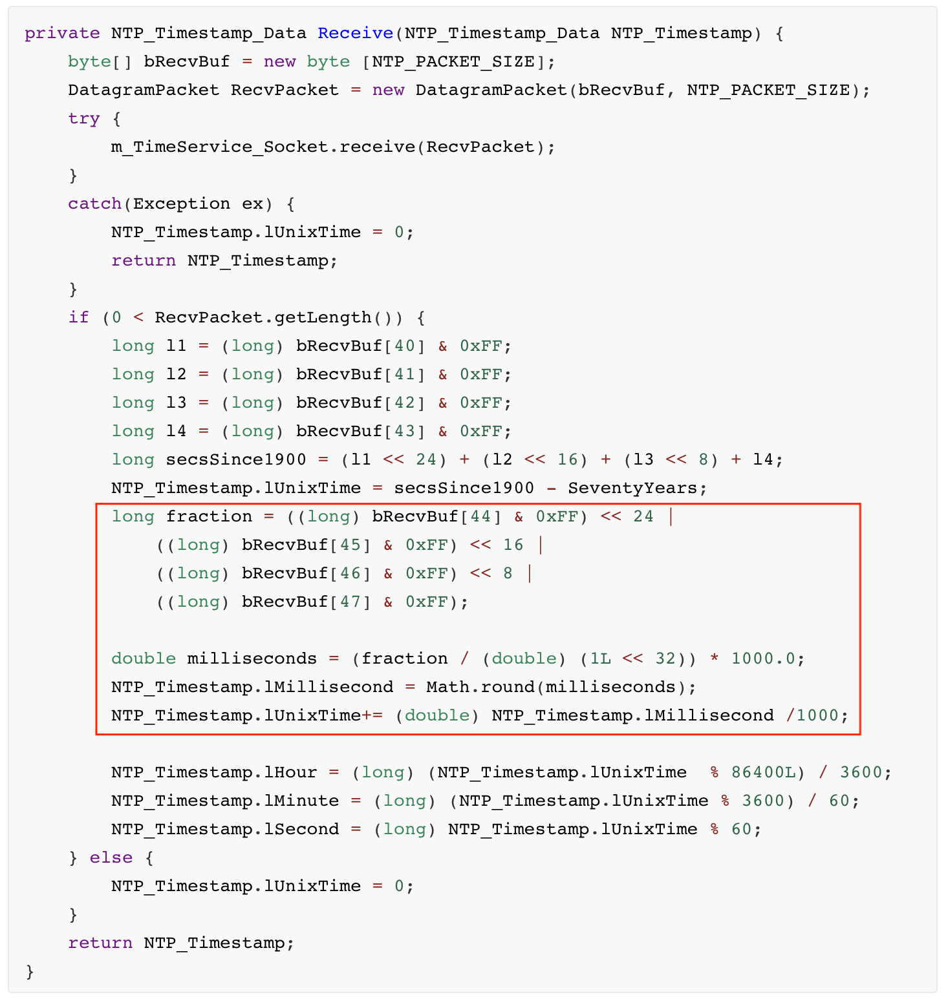 private NTP_Timestamp_Data Receive(NTP_Timestamp_Data NTP_Timestamp) {
    byte[] bRecvBuf = new byte [NTP_PACKET_SIZE];
    DatagramPacket RecvPacket = new DatagramPacket(bRecvBuf, NTP_PACKET_SIZE);
    try {
        m_TimeService_Socket.receive(RecvPacket);
    }
    catch(Exception ex) {
        NTP_Timestamp.lUnixTime = 0;
        return NTP_Timestamp;
    }
    if (0 < RecvPacket.getLength()) {
        long l1 = (long) bRecvBuf[40] & 0xFF;
        long l2 = (long) bRecvBuf[41] & 0xFF;
        long l3 = (long) bRecvBuf[42] & 0xFF;
        long l4 = (long) bRecvBuf[43] & 0xFF;
        long secsSince1900 = (l1 << 24) + (l2 << 16) + (l3 << 8) + l4;
        NTP_Timestamp.lUnixTime = secsSince1900 - SeventyYears;
        long fraction = ((long) bRecvBuf[44] & 0xFF) << 24 |
            ((long) bRecvBuf[45] & 0xFF) << 16 |
            ((long) bRecvBuf[46] & 0xFF) << 8 |
            ((long) bRecvBuf[47] & 0xFF);

        double milliseconds = (fraction / (double) (1L << 32)) * 1000.0;
        NTP_Timestamp.lMillisecond = Math.round(milliseconds);
        NTP_Timestamp.lUnixTime+= (double) NTP_Timestamp.lMillisecond /1000;

        NTP_Timestamp.lHour = (long) (NTP_Timestamp.lUnixTime  % 86400L) / 3600;
        NTP_Timestamp.lMinute = (long) (NTP_Timestamp.lUnixTime % 3600) / 60;
        NTP_Timestamp.lSecond = (long) NTP_Timestamp.lUnixTime % 60;
    } else {
        NTP_Timestamp.lUnixTime = 0;
    }
    return NTP_Timestamp;
}